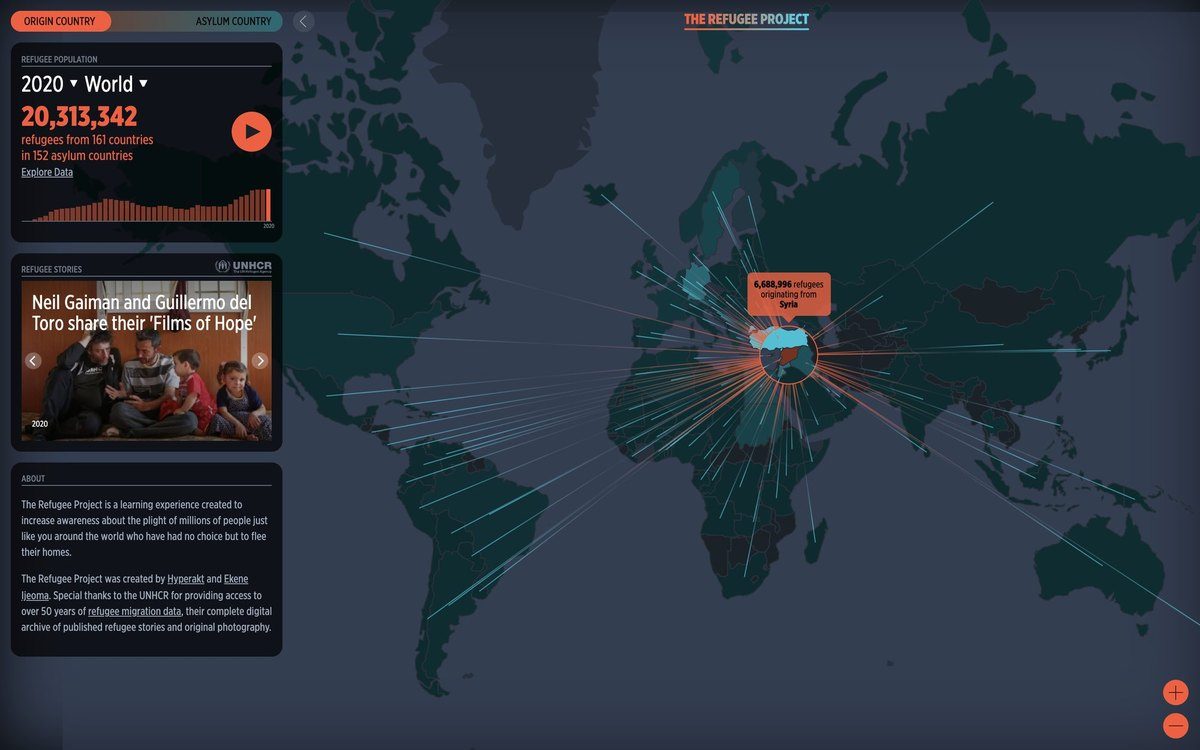 ORIGIN COUNTRY
ASYLUM COUNTRY
THE REFUGEE PROJECT
REFUGEE POPULATION
2020 World
20,313,342
refugees from 161 countries
in 152 asylum countries
Explore Data
2020
REFUGEE STORIES
UNHCR
The UN Refugee Agency
Neil Gaiman and Guillermo del
Toro share their 'Films of Hope'
2020
ABOUT
The Refugee Project is a learning experience created to
increase awareness about the plight of millions of people just
like you around the world who have had no choice but to flee
their homes.
The Refugee Project was created by Hyperakt and Ekene
Ijeoma. Special thanks to the UNHCR for providing access to
over 50 years of refugee migration data, their complete digital
archive of published refugee stories and original photography.
6,688,996 refugees
originating from
Syria